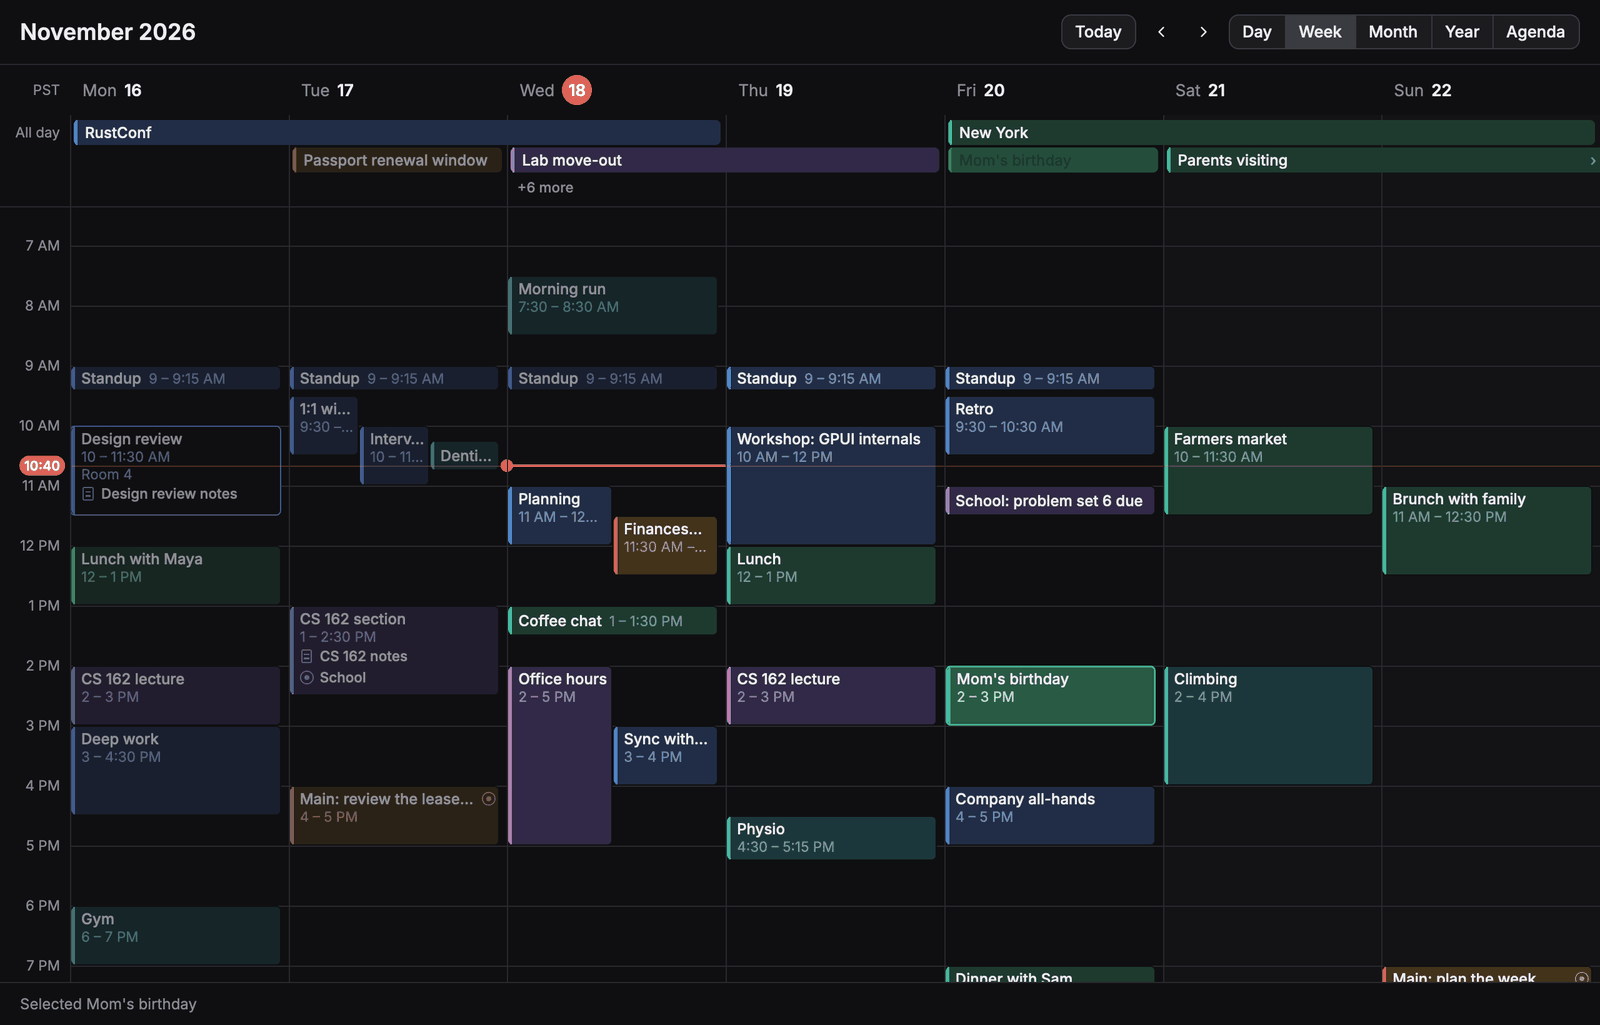 November 2026
Today
Day
Week
Month
Year
Agenda
PST
Mon 16
Tue 17
Wed 18
Thu 19
Fri 20
Sat 21
Sun 22
All day
RustConf
New York
Passport renewal window
Lab move-out
Mom's birthday
Parents visiting
+6 more
7 AM
8 AM
9 AM
10 AM
10:40
11 AM
12 PM
1 PM
2 PM
3 PM
4 PM
5 PM
6 PM
7 PM
Standup 9 – 9:15 AM
Design review
10 – 11:30 AM
Room 4
Design review notes
Lunch with Maya
12 – 1 PM
CS 162 lecture
2 – 3 PM
Deep work
3 – 4:30 PM
Gym
6 – 7 PM
Standup 9 – 9:15 AM
1:1 wi...
9:30 –...
Interv...
10 – 11...
Denti...
CS 162 section
1 – 2:30 PM
CS 162 notes
School
Main: review the lease...
4 – 5 PM
Morning run
7:30 – 8:30 AM
Standup 9 – 9:15 AM
Planning
11 AM – 12...
Finances...
11:30 AM –...
Coffee chat 1 – 1:30 PM
Office hours
2 – 5 PM
Sync with...
3 – 4 PM
Standup 9 – 9:15 AM
Workshop: GPUI internals
10 AM – 12 PM
Lunch
12 – 1 PM
CS 162 lecture
2 – 3 PM
Physio
4:30 – 5:15 PM
Standup 9 – 9:15 AM
Retro
9:30 – 10:30 AM
School: problem set 6 due
Mom's birthday
2 – 3 PM
Company all-hands
4 – 5 PM
Dinner with Sam
Farmers market
10 – 11:30 AM
Climbing
2 – 4 PM
Brunch with family
11 AM – 12:30 PM
Main: plan the week
Selected Mom's birthday